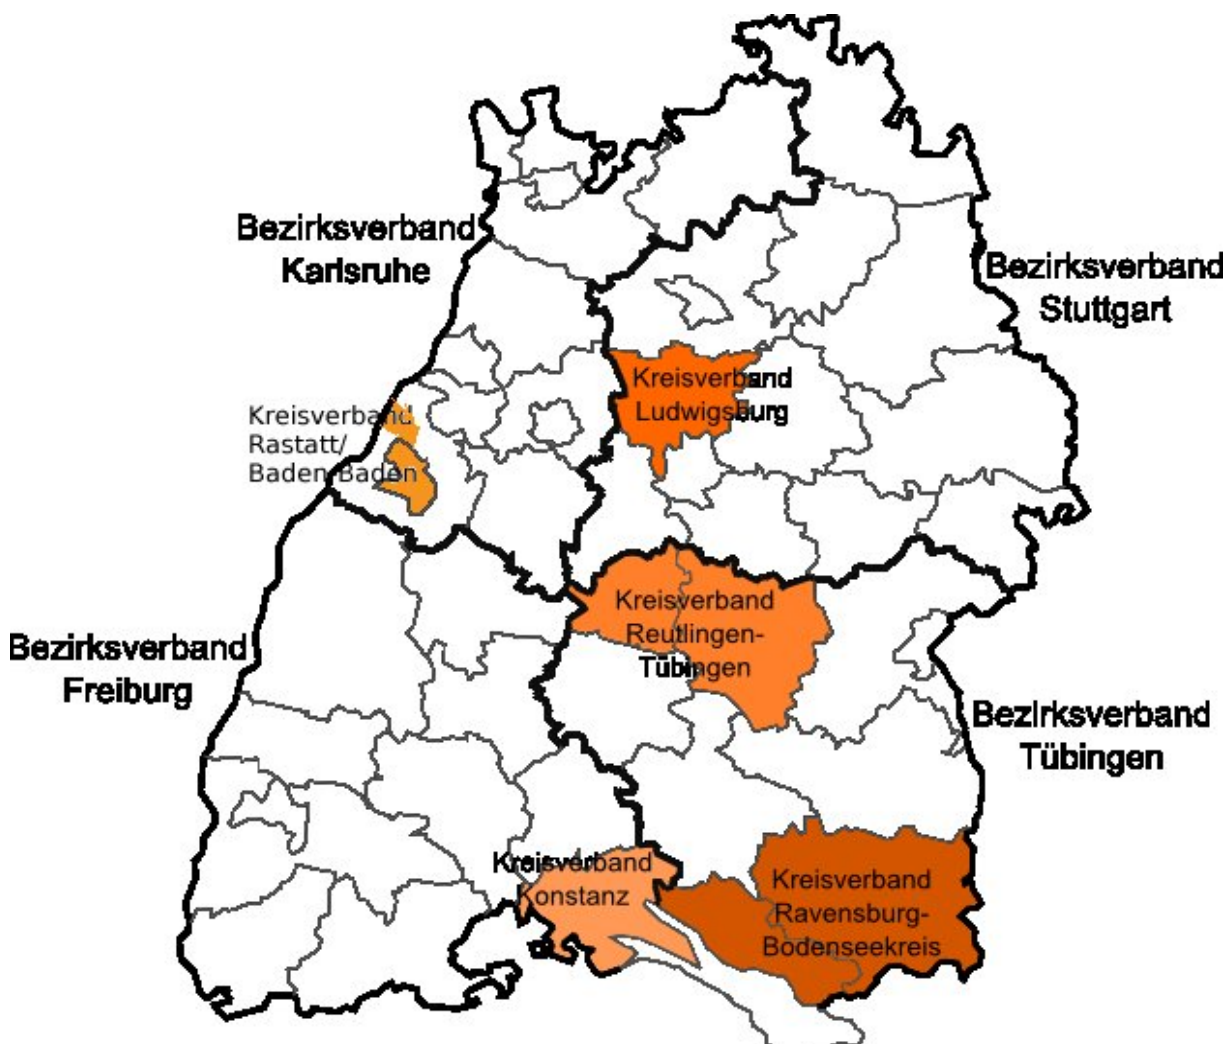 Bezirksverband
Karlsruhe
Bezirksverband
Stuttgart
Kreisverband
Ludwigsburg
Kreisverband
Rastatt/
Baden-Baden
Kreisverband
Reutlingen-
Tübingen
Bezirksverband
Freiburg
Bezirksverband
Tübingen
Kreisverband
Konstanz
Kreisverband
Ravensburg-
Bodenseekreis